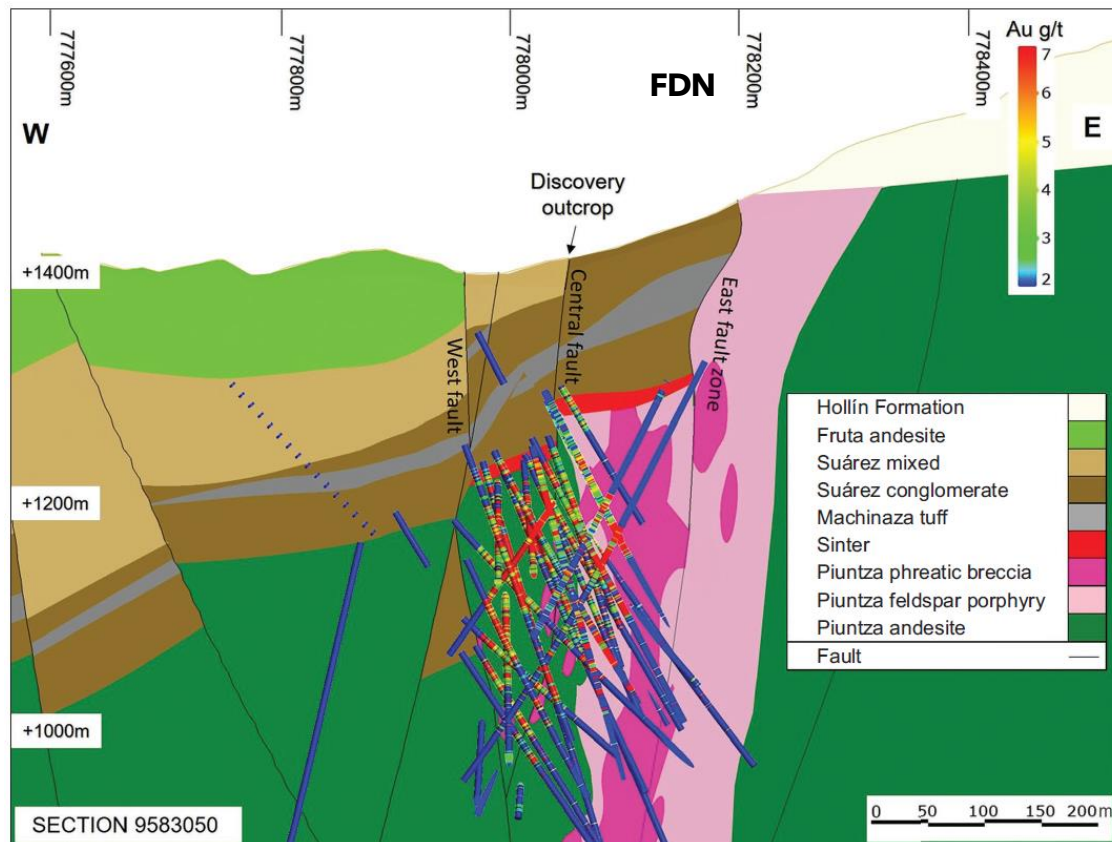 777600m
777800m
778000m
778200m
778400m
FDN
Au g/t
7
6
5
4
3
2
W
E
Discovery
outcrop
+1400m
+1200m
+1000m
West fault
Central fault
East fault zone
Hollín Formation
Fruta andesite
Suárez mixed
Suárez conglomerate
Machinaza tuff
Sinter
Piuntza phreatic breccia
Piuntza feldspar porphyry
Piuntza andesite
Fault
SECTION 9583050
0 50 100 150 200m